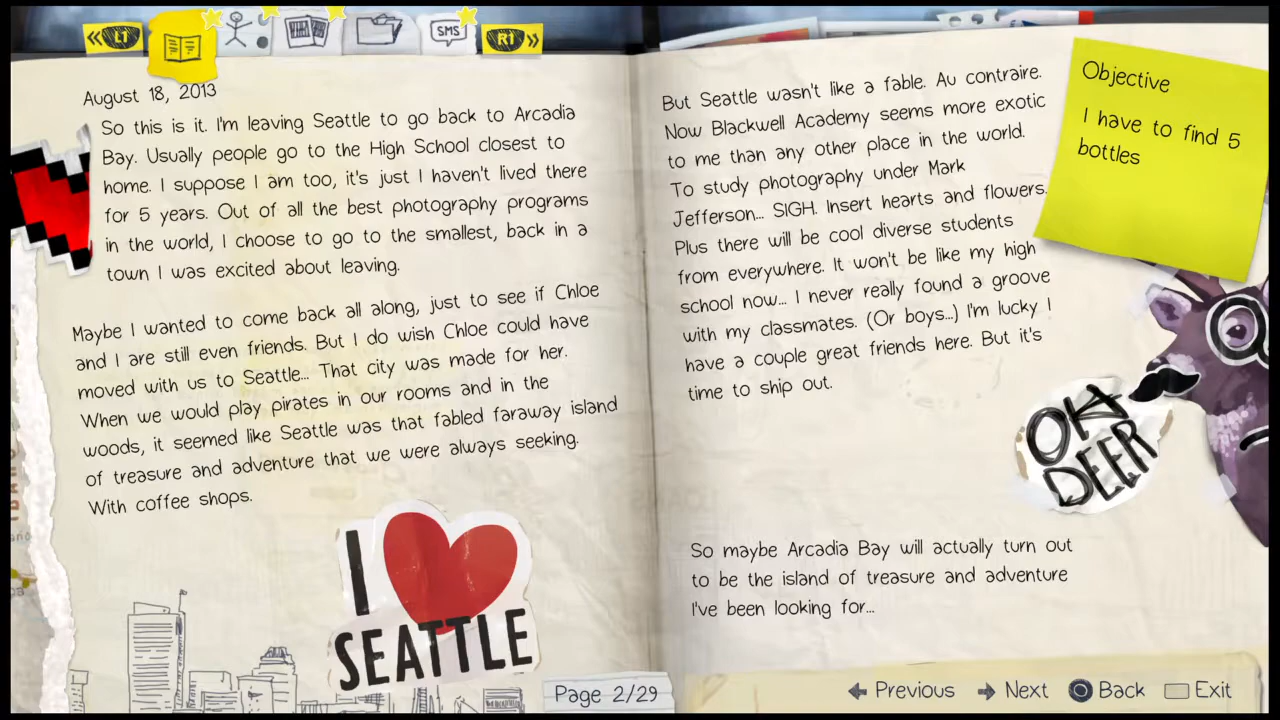 L1
SMS
R1
August 18, 2013
So this is it. I'm leaving Seattle to go back to Arcadia
Bay. Usually people go to the High School closest to
home. I suppose I am too, it's just I haven't lived there
for 5 years. Out of all the best photography programs
in the world, I choose to go to the smallest, back in a
town I was excited about leaving.
Maybe I wanted to come back all along, just to see if Chloe
and I are still even friends. But I do wish Chloe could have
moved with us to Seattle... That city was made for her.
When we would play pirates in our rooms and in the
woods, it seemed like Seattle was that fabled faraway island
of treasure and adventure that we were always seeking.
With coffee shops.
I
SEATTLE
But Seattle wasn't like a fable. Au contraire.
Now Blackwell Academy seems more exotic
to me than any other place in the world.
To study photography under Mark
Jefferson... SIGH. Insert hearts and flowers.
Plus there will be cool diverse students
from everywhere. It won't be like my high
school now... I never really found a groove
with my classmates. (Or boys...) I'm lucky I
have a couple great friends here. But it's
time to ship out.
So maybe Arcadia Bay will actually turn out
to be the island of treasure and adventure
I've been looking for...
Objective
I have to find 5
bottles
OH
DEER
Page 2/29
Previous Next Back Exit